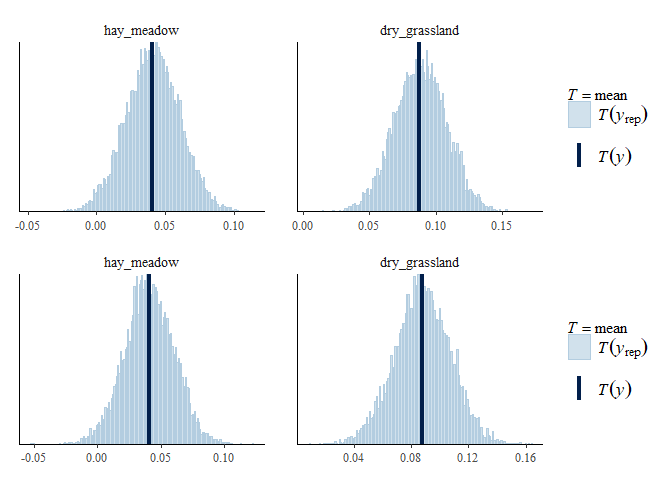 hay_meadow
dry_grassland
-0.05 0.00 0.05 0.10
0.00 0.05 0.10 0.15
T = mean
T(yrep)
T(y)
hay_meadow
dry_grassland
-0.05 0.00 0.05 0.10
0.04 0.08 0.12 0.16
T = mean
T(yrep)
T(y)